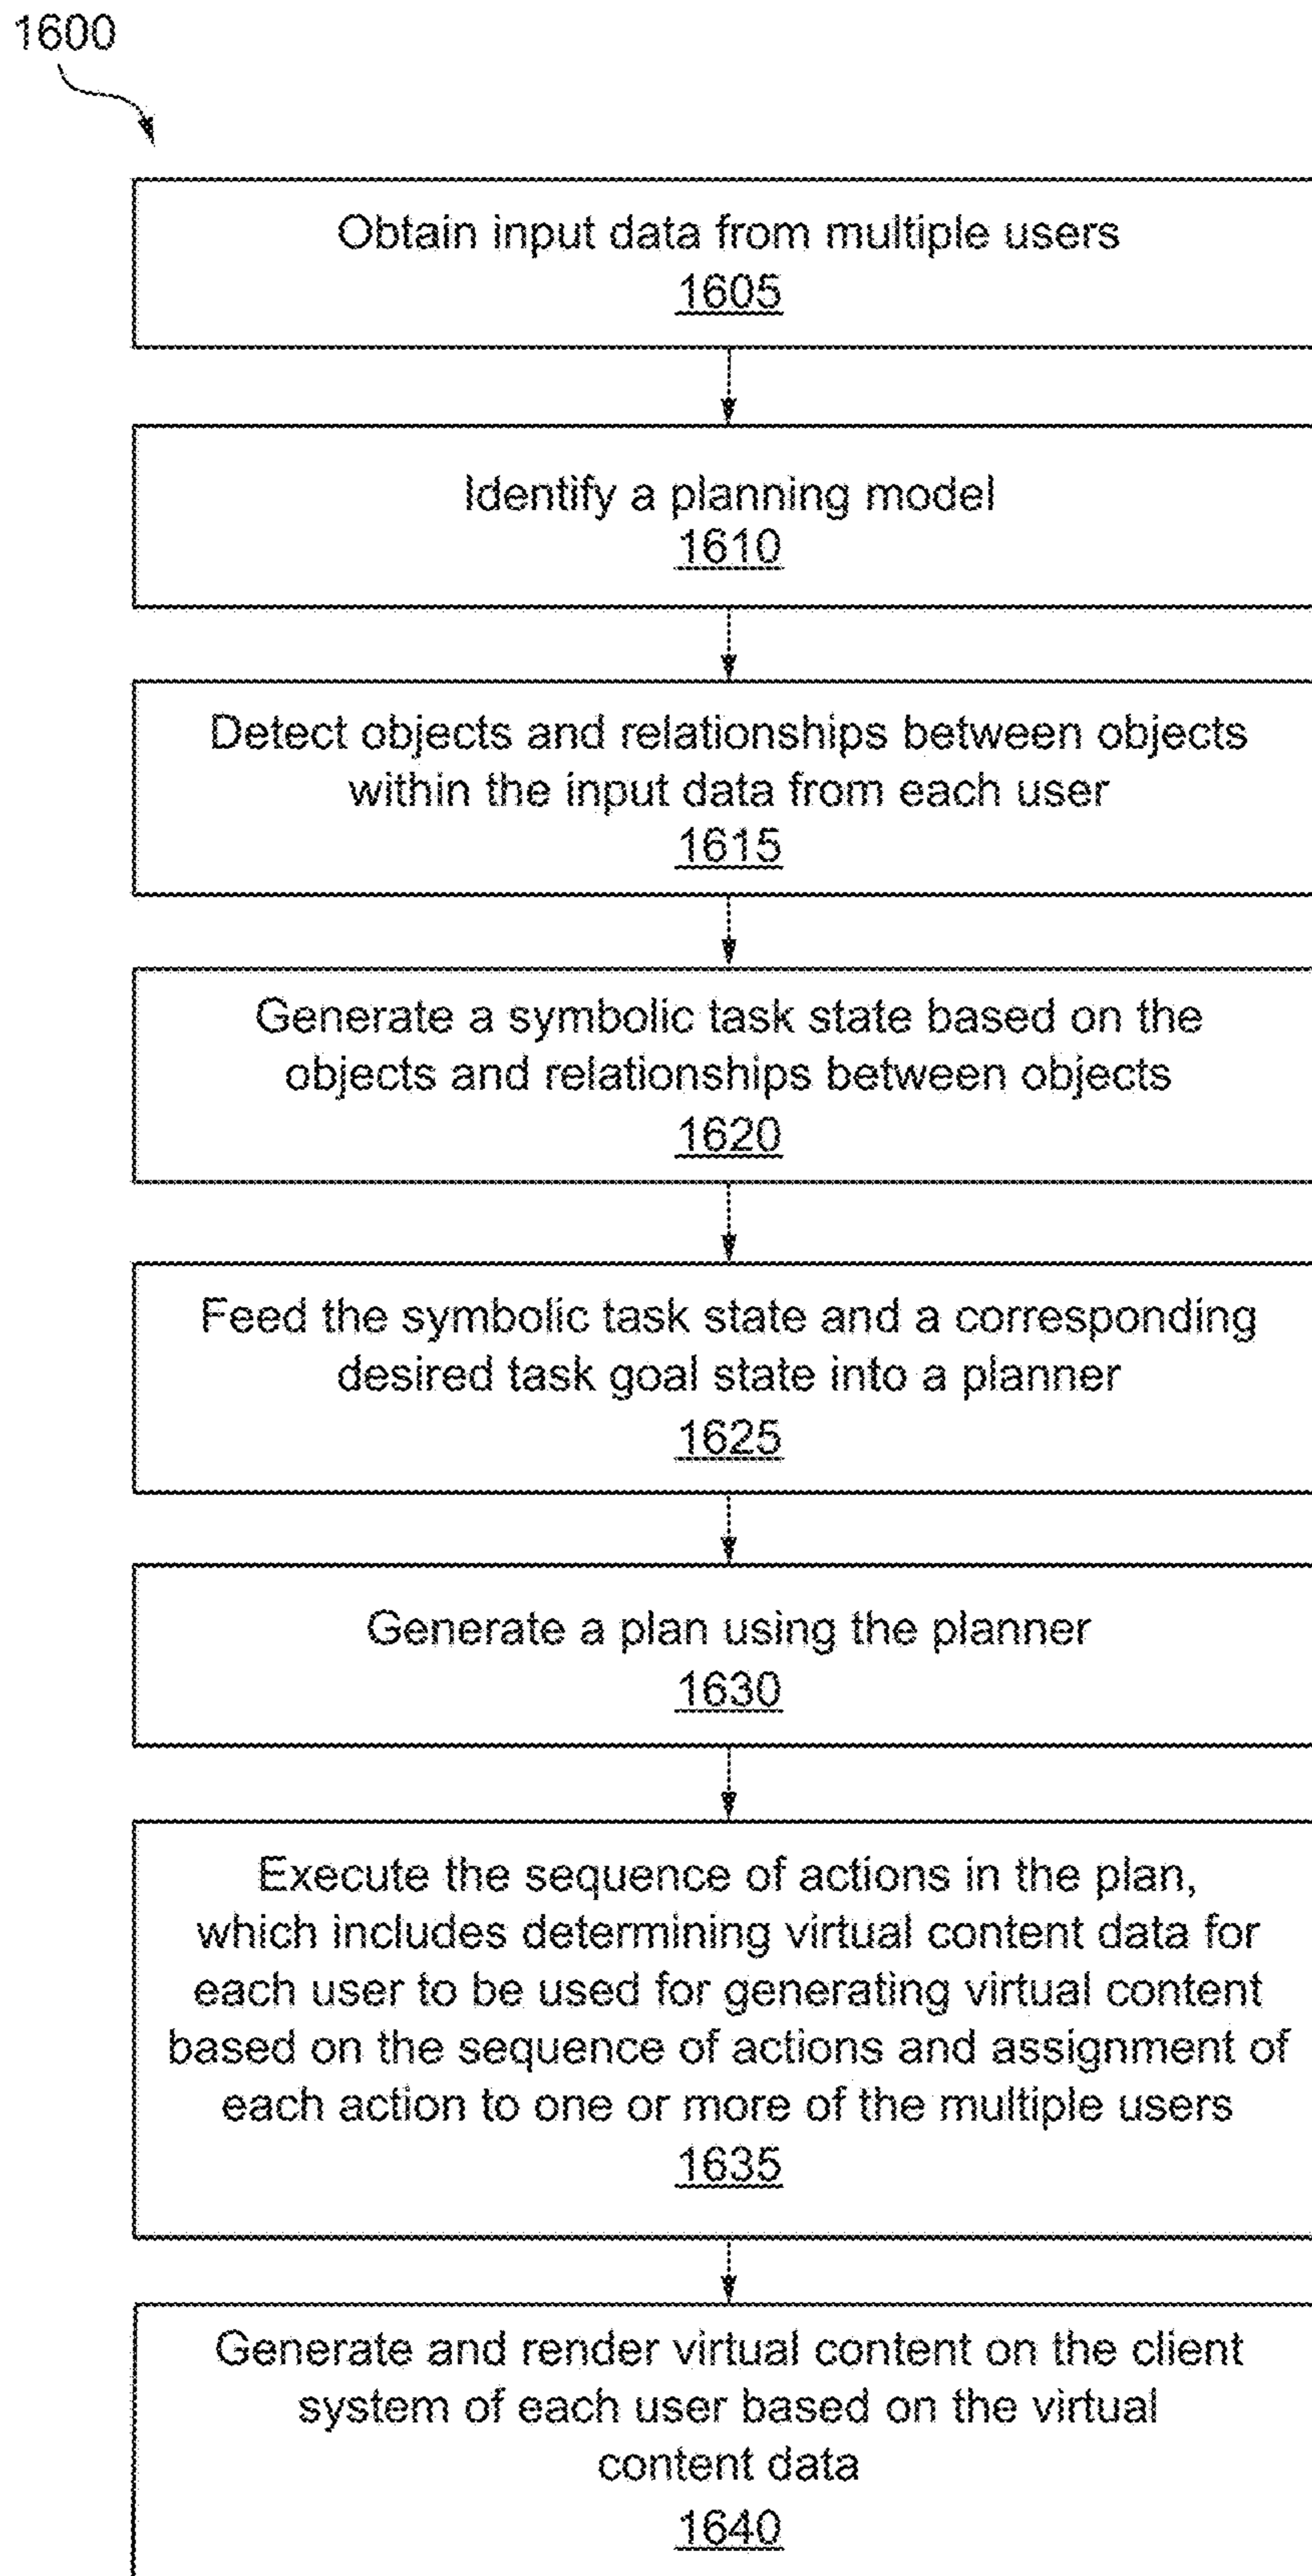 1600
Obtain input data from multiple users
1605
Identify a planning model
1610
Detect objects and relationships between objects
within the input data from each user
1615
Generate a symbolic task state based on the
objects and relationships between objects
1620
Feed the symbolic task state and a corresponding
desired task goal state into a planner
1625
Generate a plan using the planner
1630
Execute the sequence of actions in the plan,
which includes determining virtual content data for
each user to be used for generating virtual content
based on the sequence of actions and assignment of
each action to one or more of the multiple users
1635
Generate and render virtual content on the client
system of each user based on the virtual
content data
1640